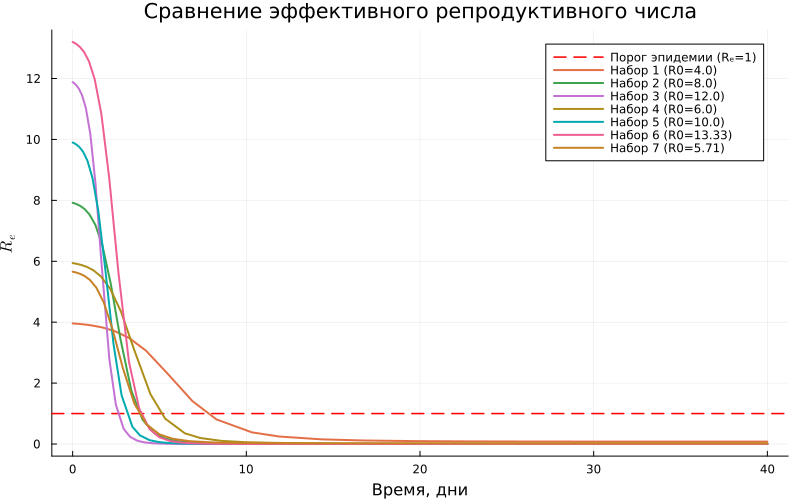 Сравнение эффективного репродуктивного числа
Порог эпидемии (Rₑ=1)
Набор 1 (R0=4.0)
Набор 2 (R0=8.0)
Набор 3 (R0=12.0)
Набор 4 (R0=6.0)
Набор 5 (R0=10.0)
Набор 6 (R0=13.33)
Набор 7 (R0=5.71)
12
10
8
6
4
2
0
Rₑ
0 10 20 30 40
Время, дни